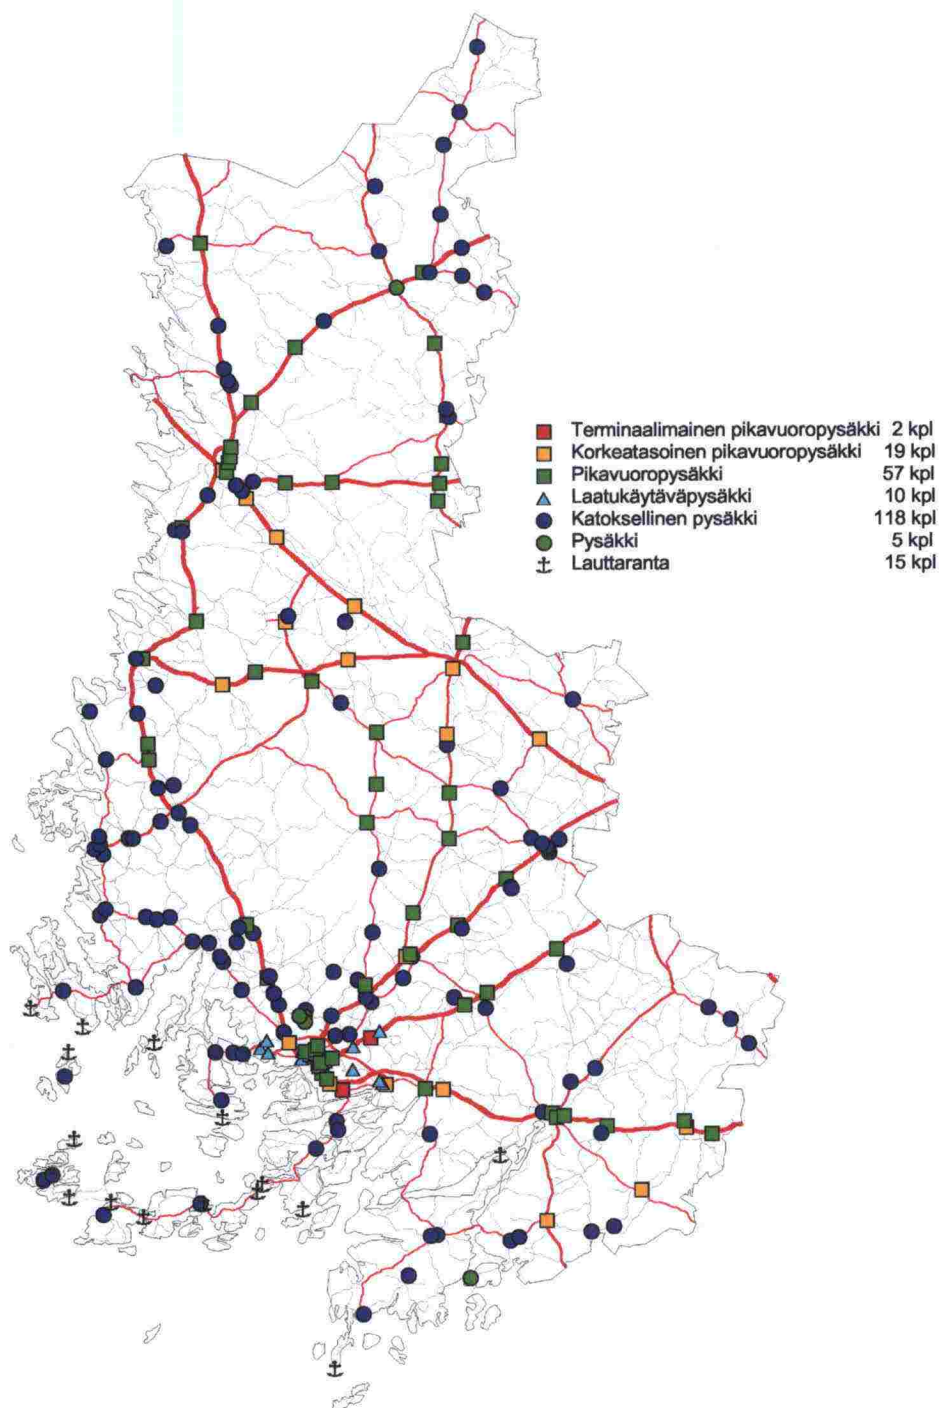 Terminaalimainen pikavuoropysäkki 2 kpl
Korkeatasoinen pikavuoropysäkki 19 kpl
Pikavuoropysäkki 57 kpl
Laatukäytäväpysäkki 10 kpl
Katoksellinen pysäkki 118 kpl
Pysäkki 5 kpl
Lauttaranta 15 kpl